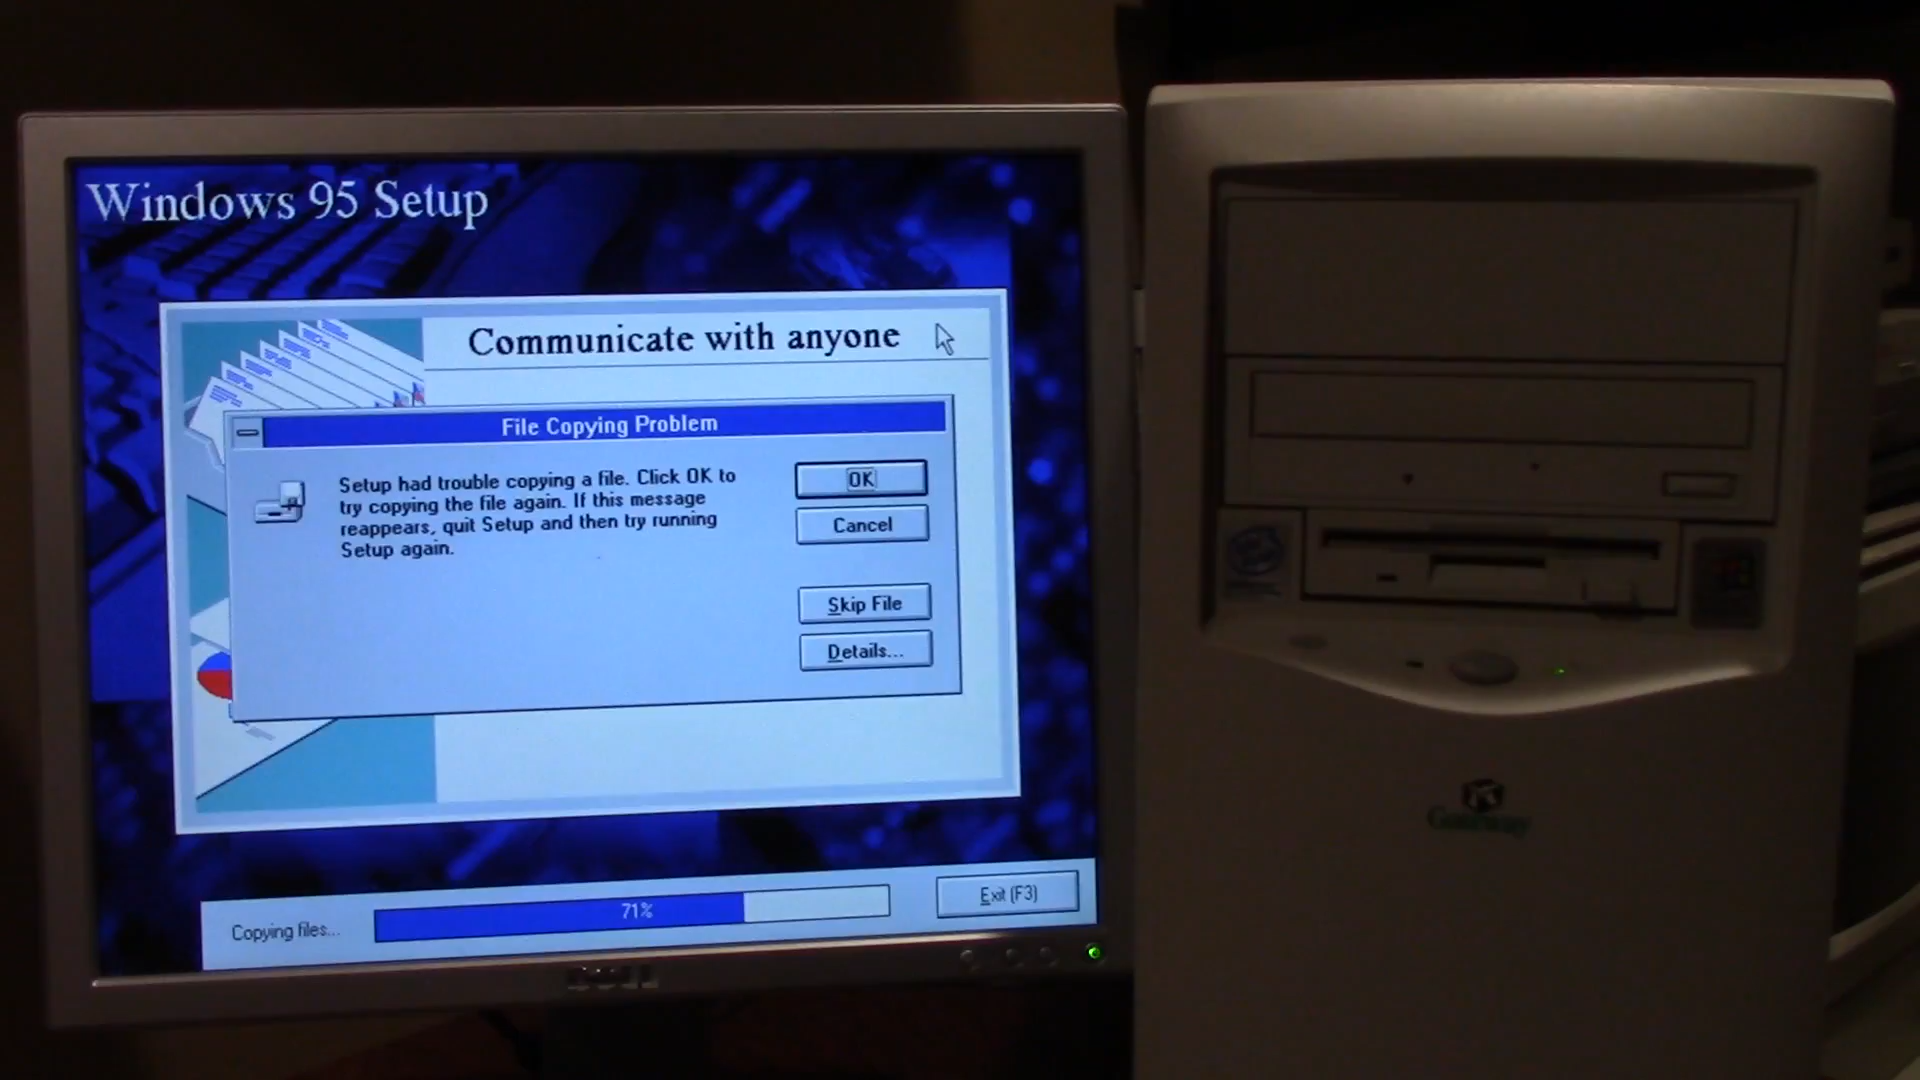 Windows 95 Setup
Communicate with anyone
File Copying Problem
Setup had trouble copying a file. Click OK to
try copying the file again. If this message
reappears, quit Setup and then try running
Setup again.
OK
Cancel
Skip File
Details...
Copying files...
71%
Exit (F3)
DELL
Gateway